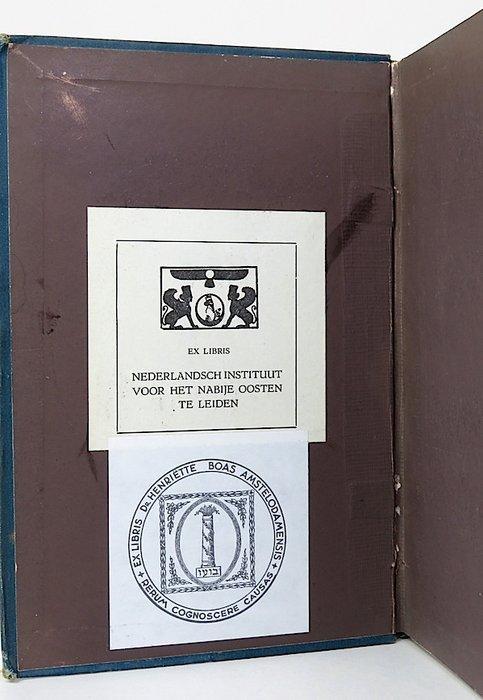 EX LIBRIS
NEDERLANDSCH INSTITUUT
VOOR HET NABIJE OOSTEN
TE LEIDEN
EX LIBRIS Dr. HENRIETTE BOAS AMSTELODAMENSIS
+ RERUM COGNOSCERE CAUSAS +
בועז